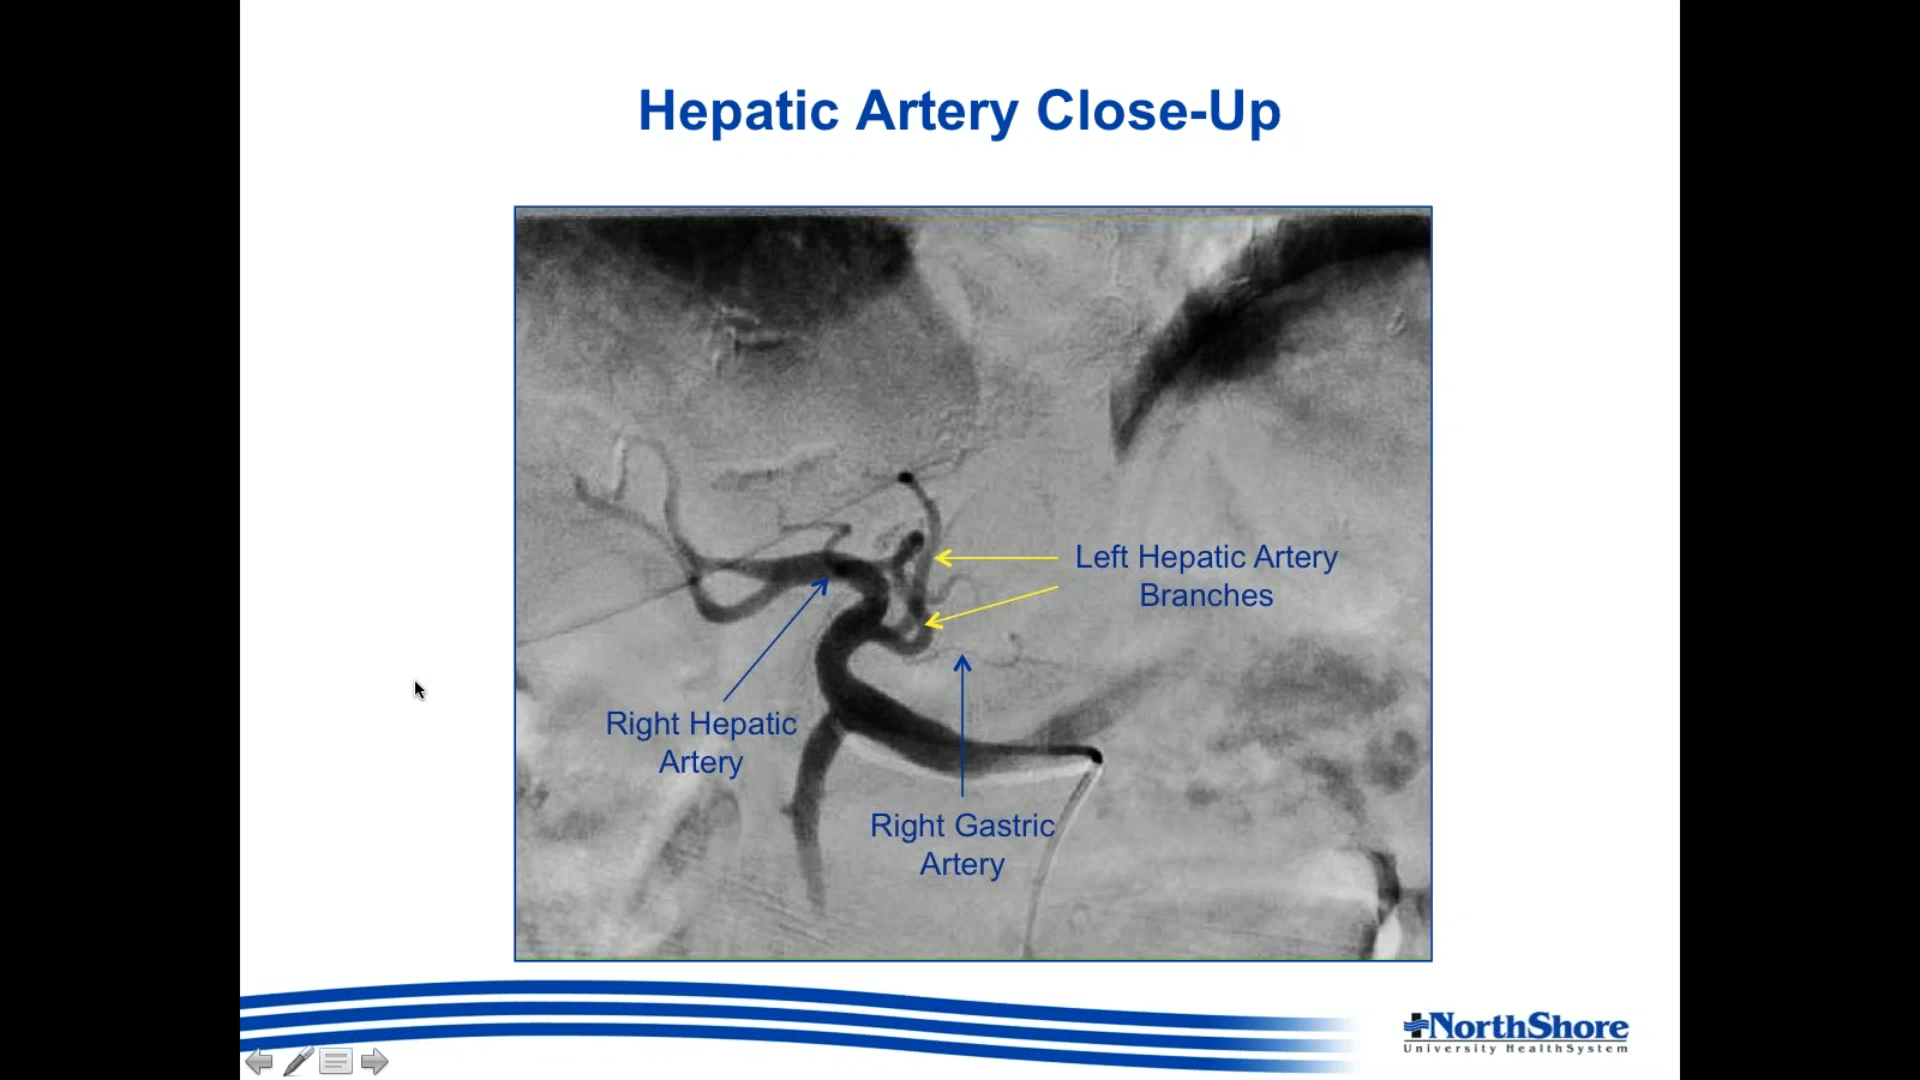 Hepatic Artery Close-Up
Left Hepatic Artery
Branches
Right Hepatic
Artery
Right Gastric
Artery
NorthShore
University HealthSystem